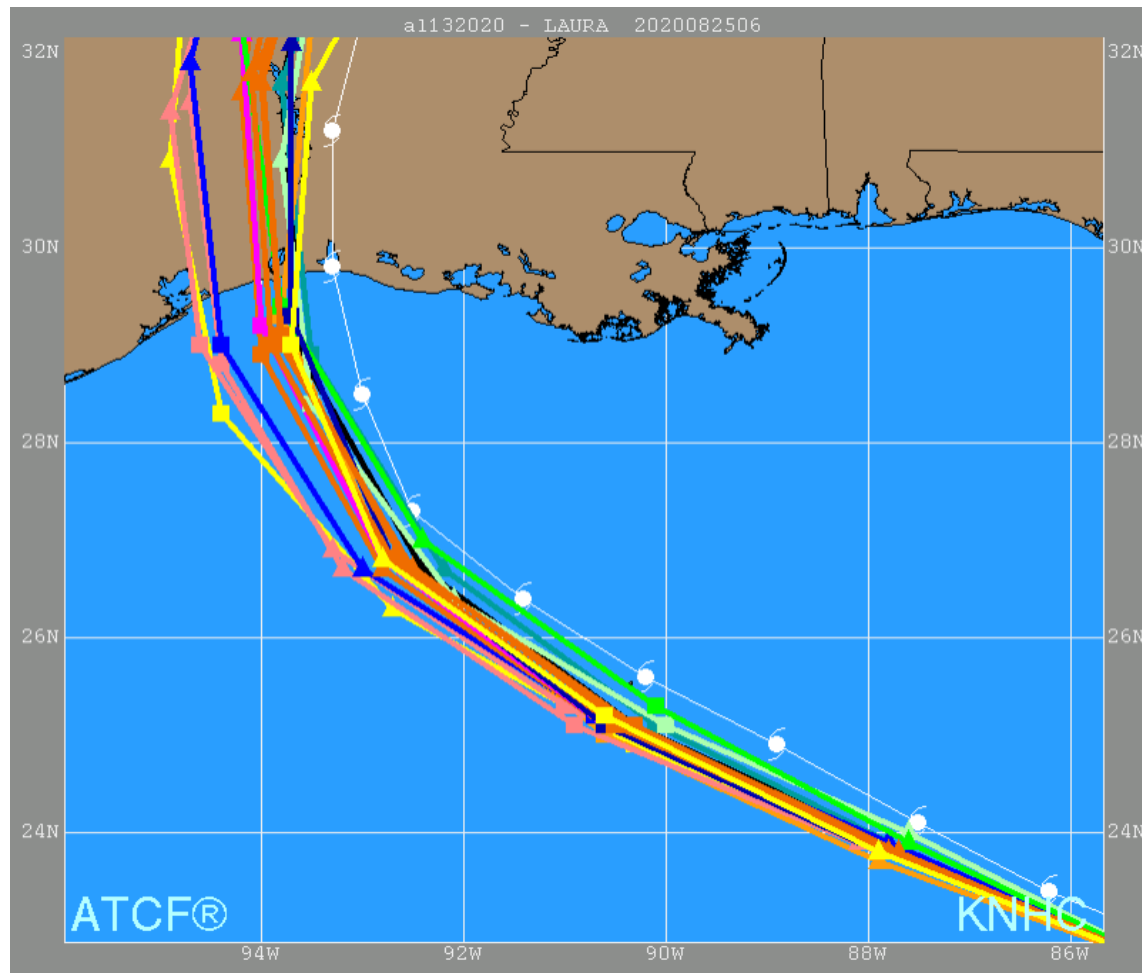 al132020 - LAURA 2020082506
32N 32N
30N 30N
28N 28N
26N 26N
24N 24N
ATCF® KNHC
94W 92W 90W 88W 86W